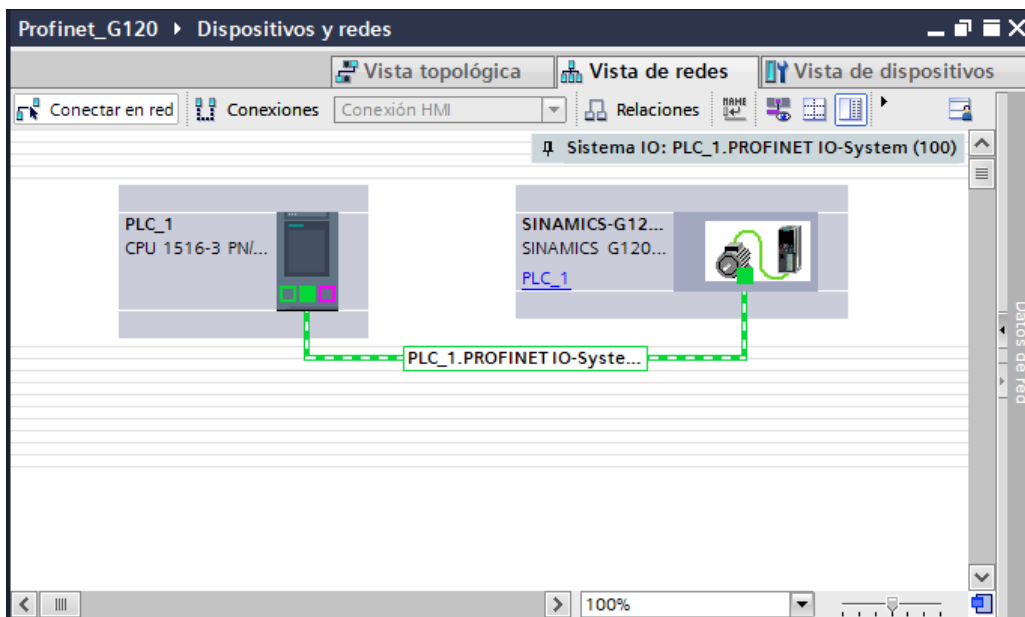 Profinet_G120 ▸ Dispositivos y redes
Vista topológica
Vista de redes
Vista de dispositivos
Conectar en red
Conexiones
Conexión HMI
Relaciones
NAME
Sistema IO: PLC_1.PROFINET IO-System (100)
PLC_1
CPU 1516-3 PN/...
SINAMICS-G12...
SINAMICS G120...
PLC_1
PLC_1.PROFINET IO-Syste...
Datos de red
100%